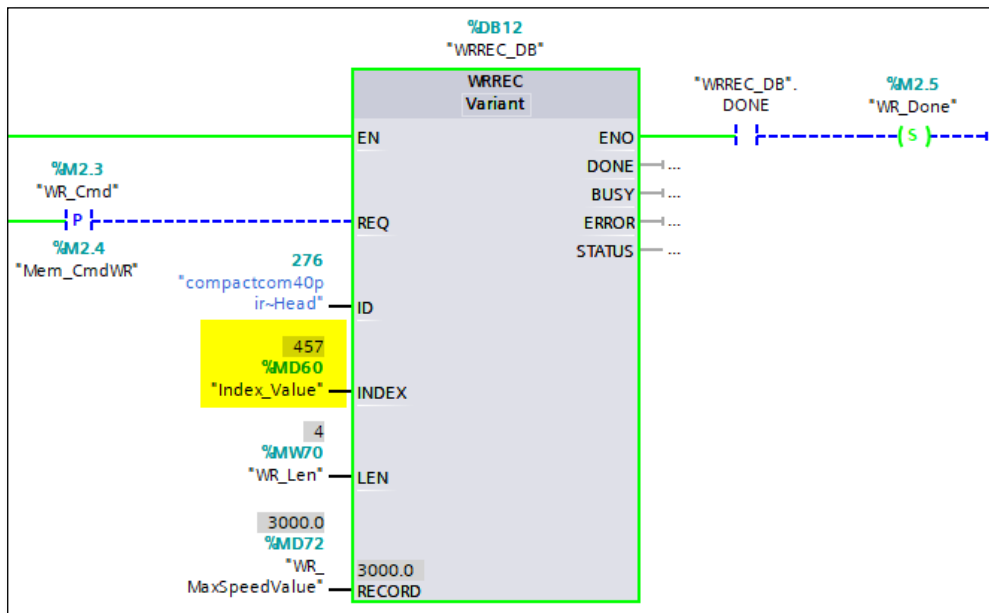 %DB12
"WRREC_DB"
WRREC
Variant
"WRREC_DB".
DONE
%M2.5
"WR_Done"
EN
ENO
S
DONE
...
BUSY
...
%M2.3
"WR_Cmd"
P
REQ
ERROR
...
%M2.4
"Mem_CmdWR"
STATUS
...
276
"compactcom40p
ir~Head"
ID
457
%MD60
"Index_Value"
INDEX
4
%MW70
"WR_Len"
LEN
3000.0
%MD72
"WR_
MaxSpeedValue"
3000.0
RECORD